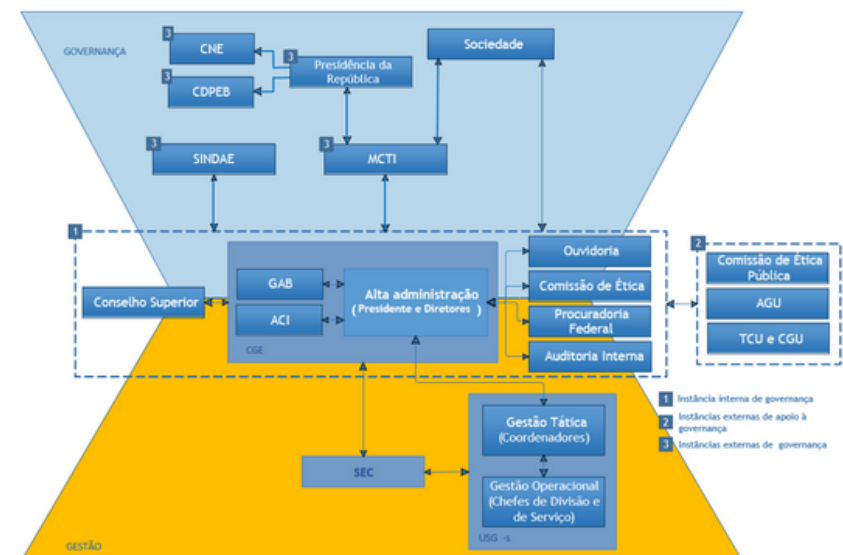 GOVERNANÇA
3
CNE
3
CDPEB
3
Presidência da
República
Sociedade
3
SINDAE
3
MCTI
1
Conselho Superior
GAB
ACI
Alta administração
(Presidente e Diretores )
CGE
Ouvidoria
Comissão de Ética
Procuradoria
Federal
Auditoria Interna
2
Comissão de Ética
Pública
AGU
TCU e CGU
1 Instância interna de governança
2 Instâncias externas de apoio à
governança
3 Instâncias externas de governança
SEC
Gestão Tática
(Coordenadores)
Gestão Operacional
(Chefes de Divisão e
de Serviço)
USG -s
GESTÃO